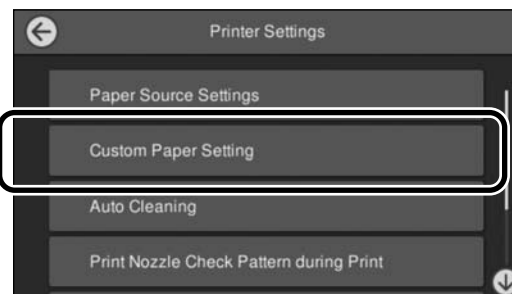 Printer Settings
Paper Source Settings
Custom Paper Setting
Auto Cleaning
Print Nozzle Check Pattern during Print